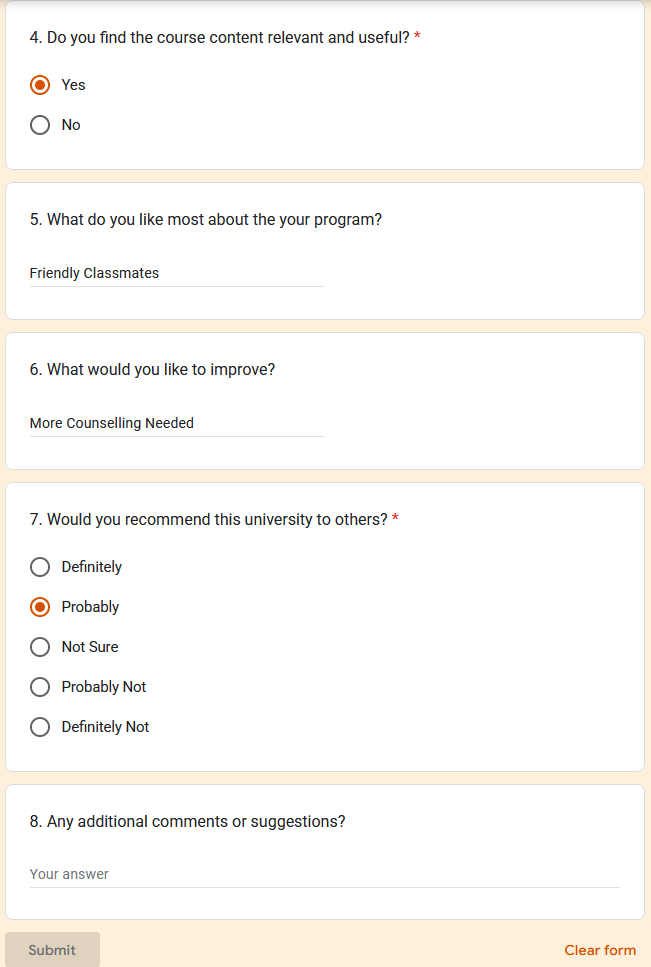 4. Do you find the course content relevant and useful? *
Yes
No
5. What do you like most about the your program?
Friendly Classmates
6. What would you like to improve?
More Counselling Needed
7. Would you recommend this university to others? *
Definitely
Probably
Not Sure
Probably Not
Definitely Not
8. Any additional comments or suggestions?
Your answer
Submit
Clear form